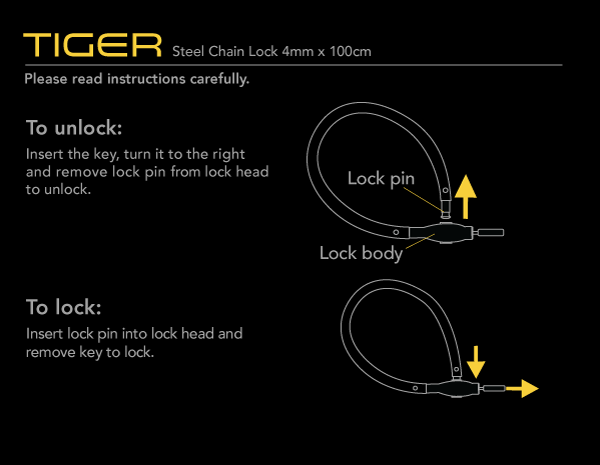 TIGER Steel Chain Lock 4mm x 100cm
Please read instructions carefully.
To unlock:
Insert the key, turn it to the right
and remove lock pin from lock head
to unlock.
Lock pin
Lock body
To lock:
Insert lock pin into lock head and
remove key to lock.